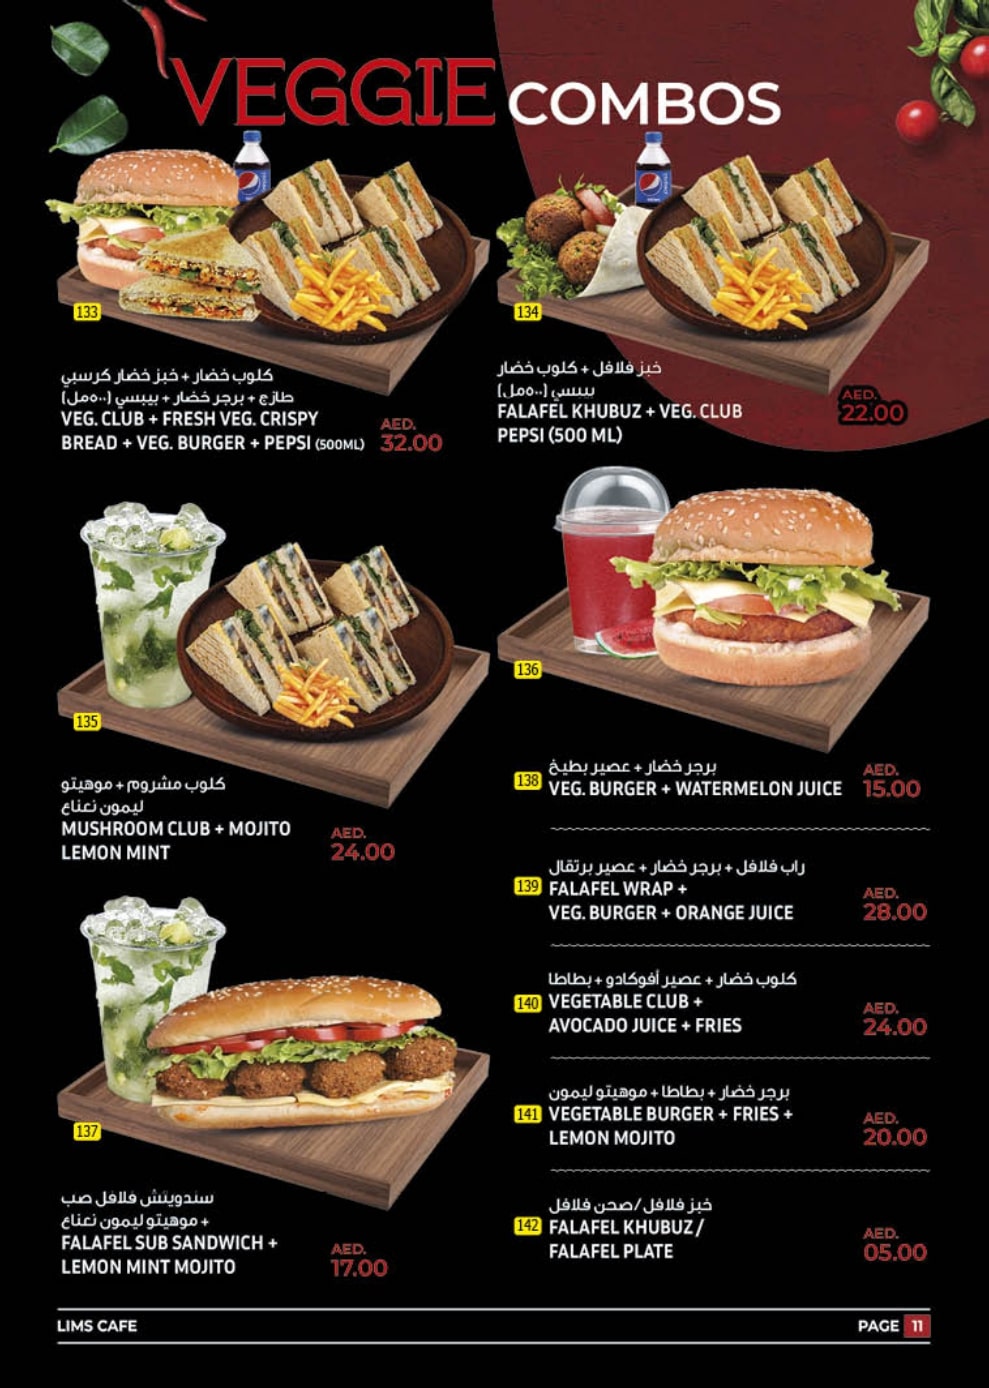 VEGGIE COMBOS
133
كلوب خضار + خبز خضار كرسبي
طازج + برجر خضار + بيبسي (٥٠٠مل)
VEG. CLUB + FRESH VEG. CRISPY
BREAD + VEG. BURGER + PEPSI (500ML)
AED.
32.00
134
خبز فلافل + كلوب خضار
بيبسي (٥٠٠مل)
FALAFEL KHUBUZ + VEG. CLUB
PEPSI (500 ML)
AED.
22.00
135
كلوب مشروم + موهيتو
ليمون نعناع
MUSHROOM CLUB + MOJITO
LEMON MINT
AED.
24.00
136
138
برجر خضار + عصير بطيخ
VEG. BURGER + WATERMELON JUICE
AED.
15.00
139
راب فلافل + برجر خضار + عصير برتقال
FALAFEL WRAP +
VEG. BURGER + ORANGE JUICE
AED.
28.00
140
كلوب خضار + عصير أفوكادو + بطاطا
VEGETABLE CLUB +
AVOCADO JUICE + FRIES
AED.
24.00
141
برجر خضار + بطاطا + موهيتو ليمون
VEGETABLE BURGER + FRIES +
LEMON MOJITO
AED.
20.00
142
خبز فلافل/صحن فلافل
FALAFEL KHUBUZ/
FALAFEL PLATE
AED.
05.00
137
سندويتش فلافل صب
+ موهيتو ليمون نعناع
FALAFEL SUB SANDWICH +
LEMON MINT MOJITO
AED.
17.00
LIMS CAFE
PAGE 11